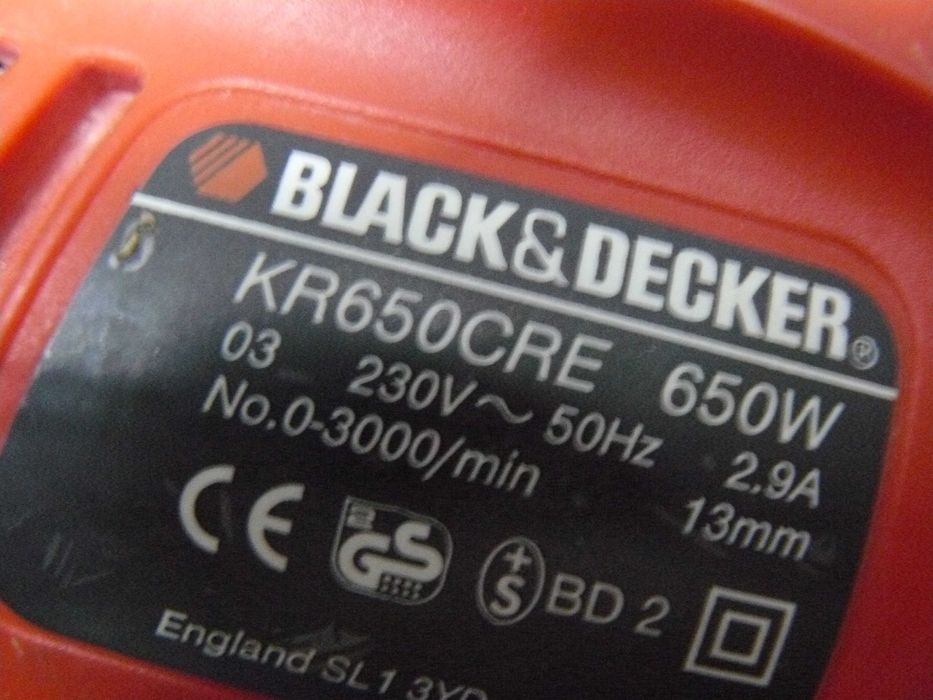 BLACK&DECKER®
KR650CRE 650W
03 230V~50Hz 2.9A
No.0-3000/min 13mm
CE GS +S BD 2
England SL1 3YD